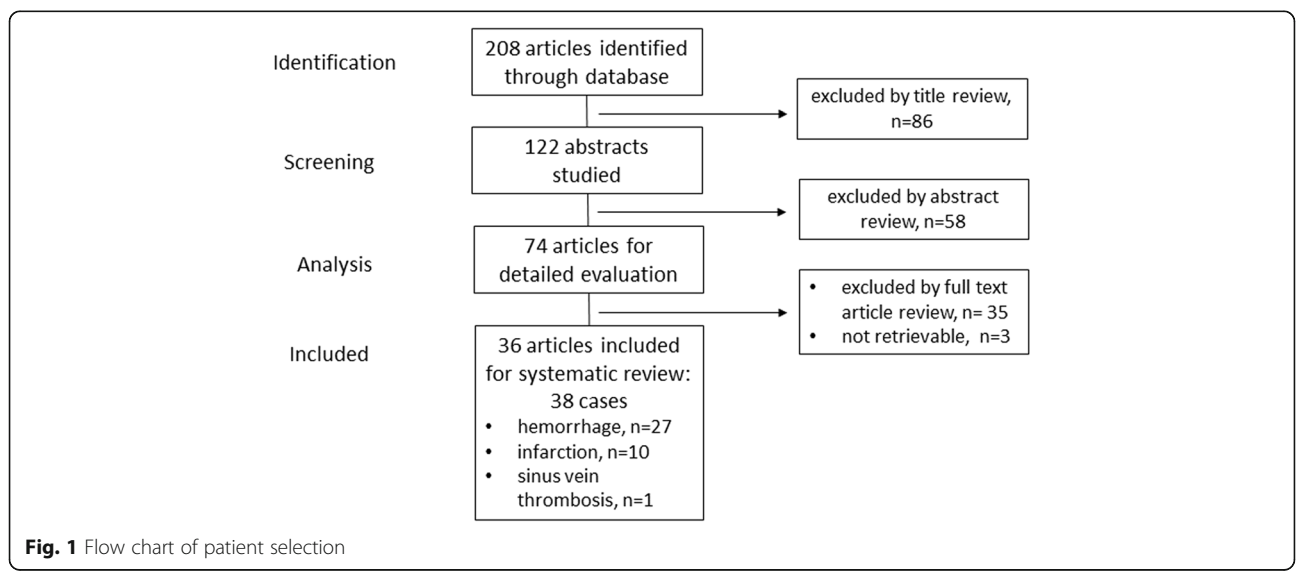 Identification
208 articles identified
through database
excluded by title review,
n=86
Screening
122 abstracts
studied
excluded by abstract
review, n=58
Analysis
74 articles for
detailed evaluation
• excluded by full text
article review, n= 35
• not retrievable, n=3
Included
36 articles included
for systematic review:
38 cases
• hemorrhage, n=27
• infarction, n=10
• sinus vein
thrombosis, n=1
Fig. 1 Flow chart of patient selection